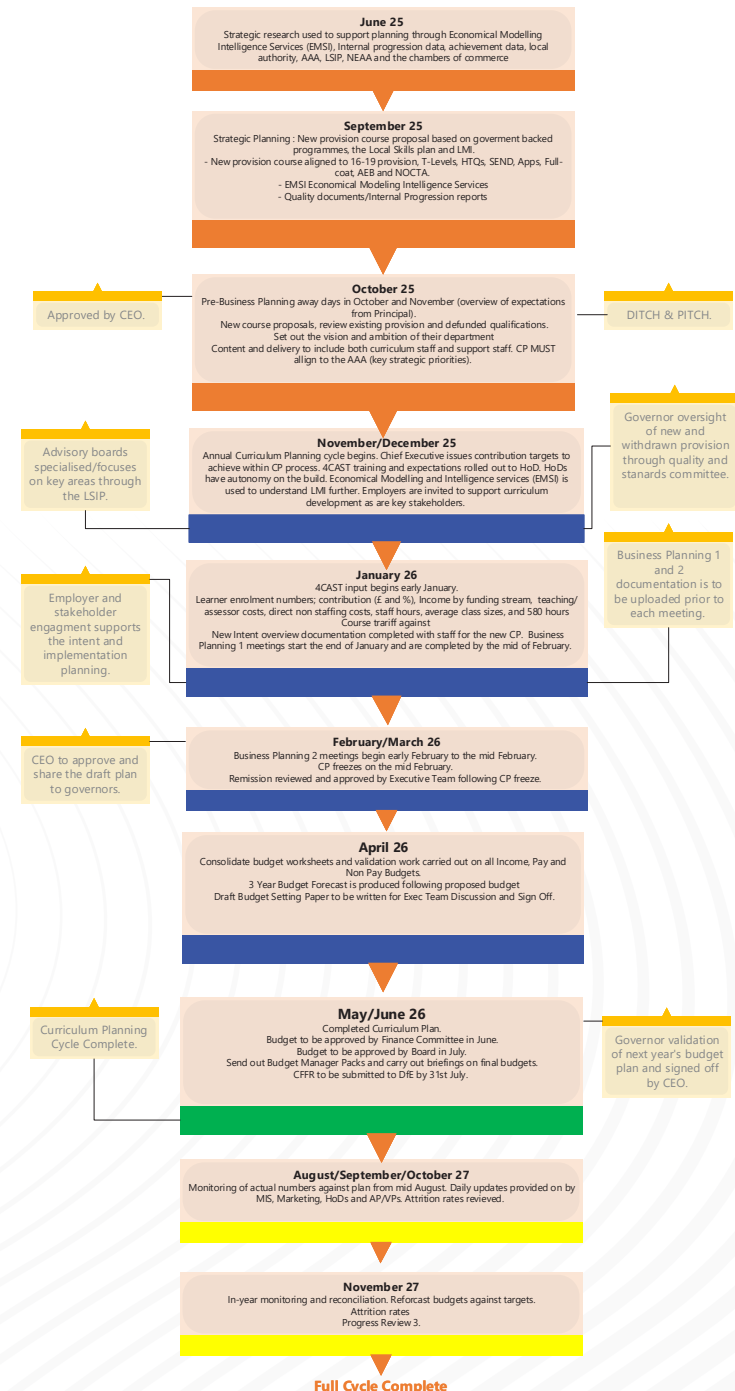 June 25
Strategic research used to support planning through Economical Modelling
Intelligence Services (EMSI), Internal progression data, achievement data, local
authority, AAA, LSIP, NEAA and the chambers of commerce
September 25
Strategic Planning : New provision course proposal based on goverment backed
programmes, the Local Skills plan and LMI.
- New provision course aligned to 16-19 provision, T-Levels, HTQs, SEND, Apps, Full-
coat, AEB and NOCTA.
- EMSI Economical Modeling Intelligence Services
- Quality documents/Internal Progression reports
October 25
Pre-Business Planning away days in October and November (overview of expectations
from Principal).
New course proposals, review existing provision and defunded qualifications.
Set out the vision and ambition of their department
Content and delivery to include both curriculum staff and support staff. CP MUST
allign to the AAA (key strategic priorities).
Approved by CEO.
DITCH & PITCH.
November/December 25
Annual Curriculum Planning cycle begins. Chief Executive issues contribution targets to
achieve within CP process. 4CAST training and expectations rolled out to HoD. HoDs
have autonomy on the build. Economical Modelling and Intelligence services (EMSI) is
used to understand LMI further. Employers are invited to support curriculum
development as are key stakeholders.
Advisory boards
specialised/focuses
on key areas through
the LSIP.
Governor oversight
of new and
withdrawn provision
through quality and
stanards committee.
January 26
4CAST input begins early January.
Learner enrolment numbers; contribution (£ and %), Income by funding stream, teaching/
assessor costs, direct non staffing costs, staff hours, average class sizes, and 580 hours
Course trariff against
New Intent overview documentation completed with staff for the new CP. Business
Planning 1 meetings start the end of January and are completed by the mid of February.
Employer and
stakeholder
engagment supports
the intent and
implementation
planning.
Business Planning 1
and 2
documentation is to
be uploaded prior to
each meeting.
February/March 26
Business Planning 2 meetings begin early February to the mid February.
CP freezes on the mid February.
Remission reviewed and approved by Executive Team following CP freeze.
CEO to approve and
share the draft plan
to governors.
April 26
Consolidate budget worksheets and validation work carried out on all Income, Pay and
Non Pay Budgets.
3 Year Budget Forecast is produced following proposed budget
Draft Budget Setting Paper to be written for Exec Team Discussion and Sign Off.
May/June 26
Completed Curriculum Plan.
Budget to be approved by Finance Committee in June.
Budget to be approved by Board in July.
Send out Budget Manager Packs and carry out briefings on final budgets.
CFFR to be submitted to DfE by 31st July.
Curriculum Planning
Cycle Complete.
Governor validation
of next year's budget
plan and signed off
by CEO.
August/September/October 27
Monitoring of actual numbers against plan from mid August. Daily updates provided on by
MIS, Marketing, HoDs and AP/VPs. Attrition rates revieved.
November 27
In-year monitoring and reconciliation. Reforcast budgets against targets.
Attrition rates
Progress Review 3.
Full Cycle Complete